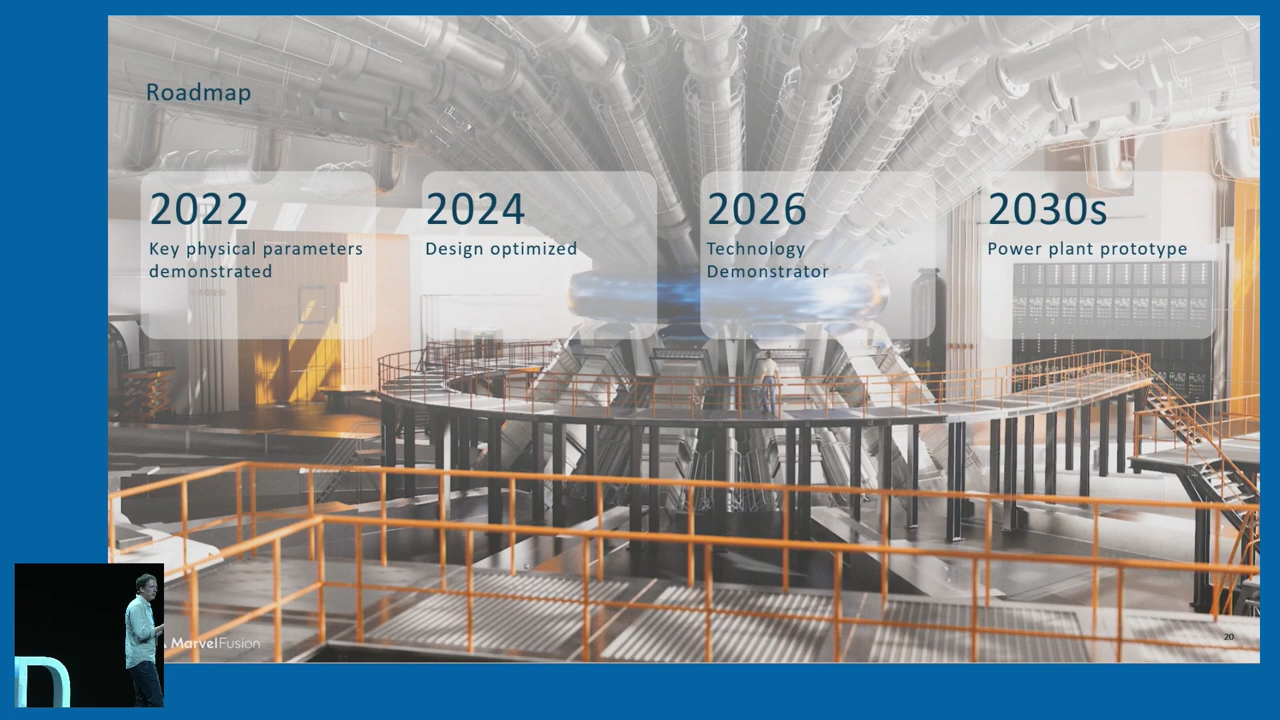 Roadmap
2022
Key physical parameters
demonstrated
2024
Design optimized
2026
Technology
Demonstrator
2030s
Power plant prototype
MarvelFusion
20
D